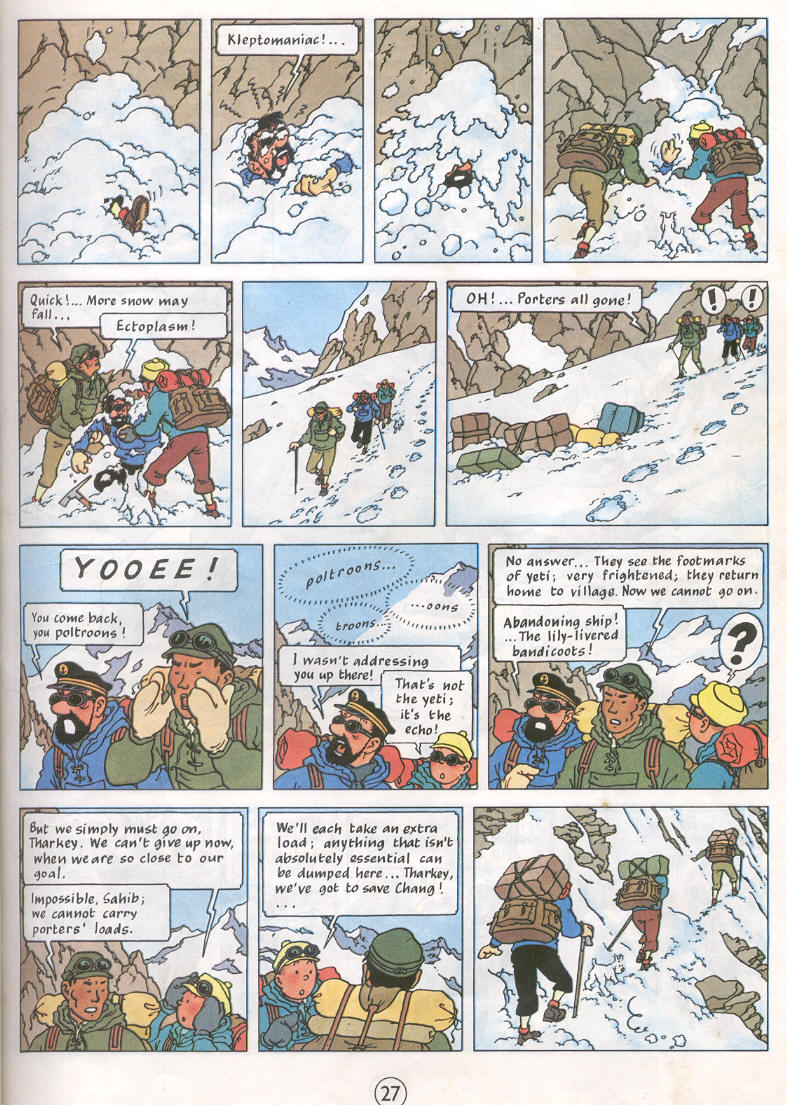 Kleptomaniac!...
Quick!... More snow may
fall...
Ectoplasm!
OH!... Porters all gone!
!
!
YOOEE!
You come back,
you poltroons!
poltroons...
...oons
troons...
I wasn't addressing
you up there!
That's not
the yeti;
it's the
echo!
No answer... They see the footmarks
of yeti; very frightened; they return
home to village. Now we cannot go on.
Abandoning ship!
...The lily-livered
bandicoots!
?
But we simply must go on,
Tharkey. We can't give up now,
when we are so close to our
goal.
Impossible, Sahib;
we cannot carry
porters' loads.
We'll each take an extra
load; anything that isn't
absolutely essential can
be dumped here... Tharkey,
we've got to save Chang!
...
27